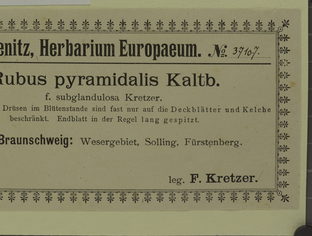 enitz, Herbarium Europaeum. No. 37107.
Rubus pyramidalis Kaltb.
f. subglandulosa Kretzer.
Drüsen im Blütenstande sind fast nur auf die Deckblätter und Kelche
beschränkt. Endblatt in der Regel lang gespitzt.
Braunschweig: Wesergebiet, Solling, Fürstenberg.
leg. F. Kretzer.